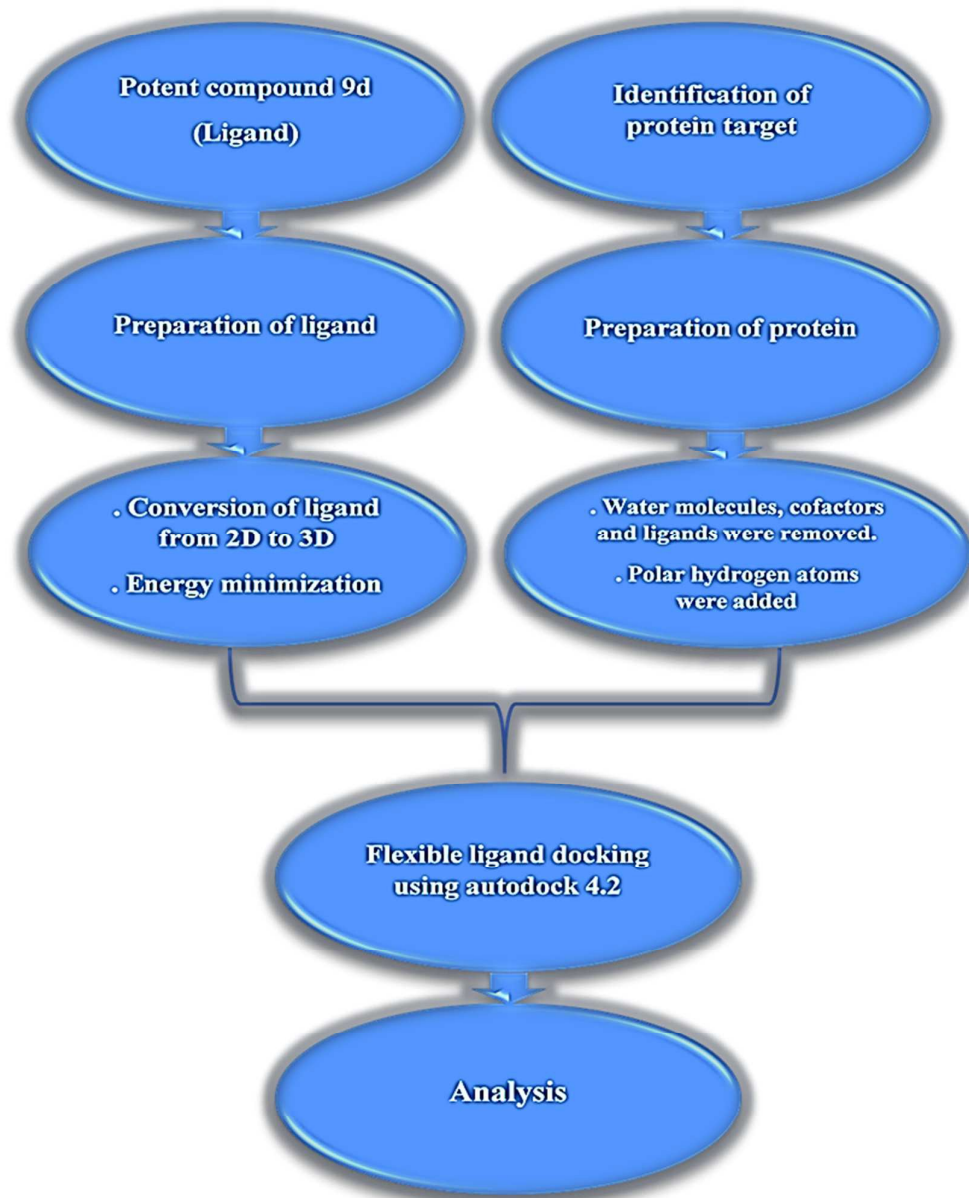 Potent compound 9d
(Ligand)
Identification of
protein target
Preparation of ligand
Preparation of protein
. Conversion of ligand
from 2D to 3D
. Energy minimization
. Water molecules, cofactors
and ligands were removed.
. Polar hydrogen atoms
were added
Flexible ligand docking
using autodock 4.2
Analysis